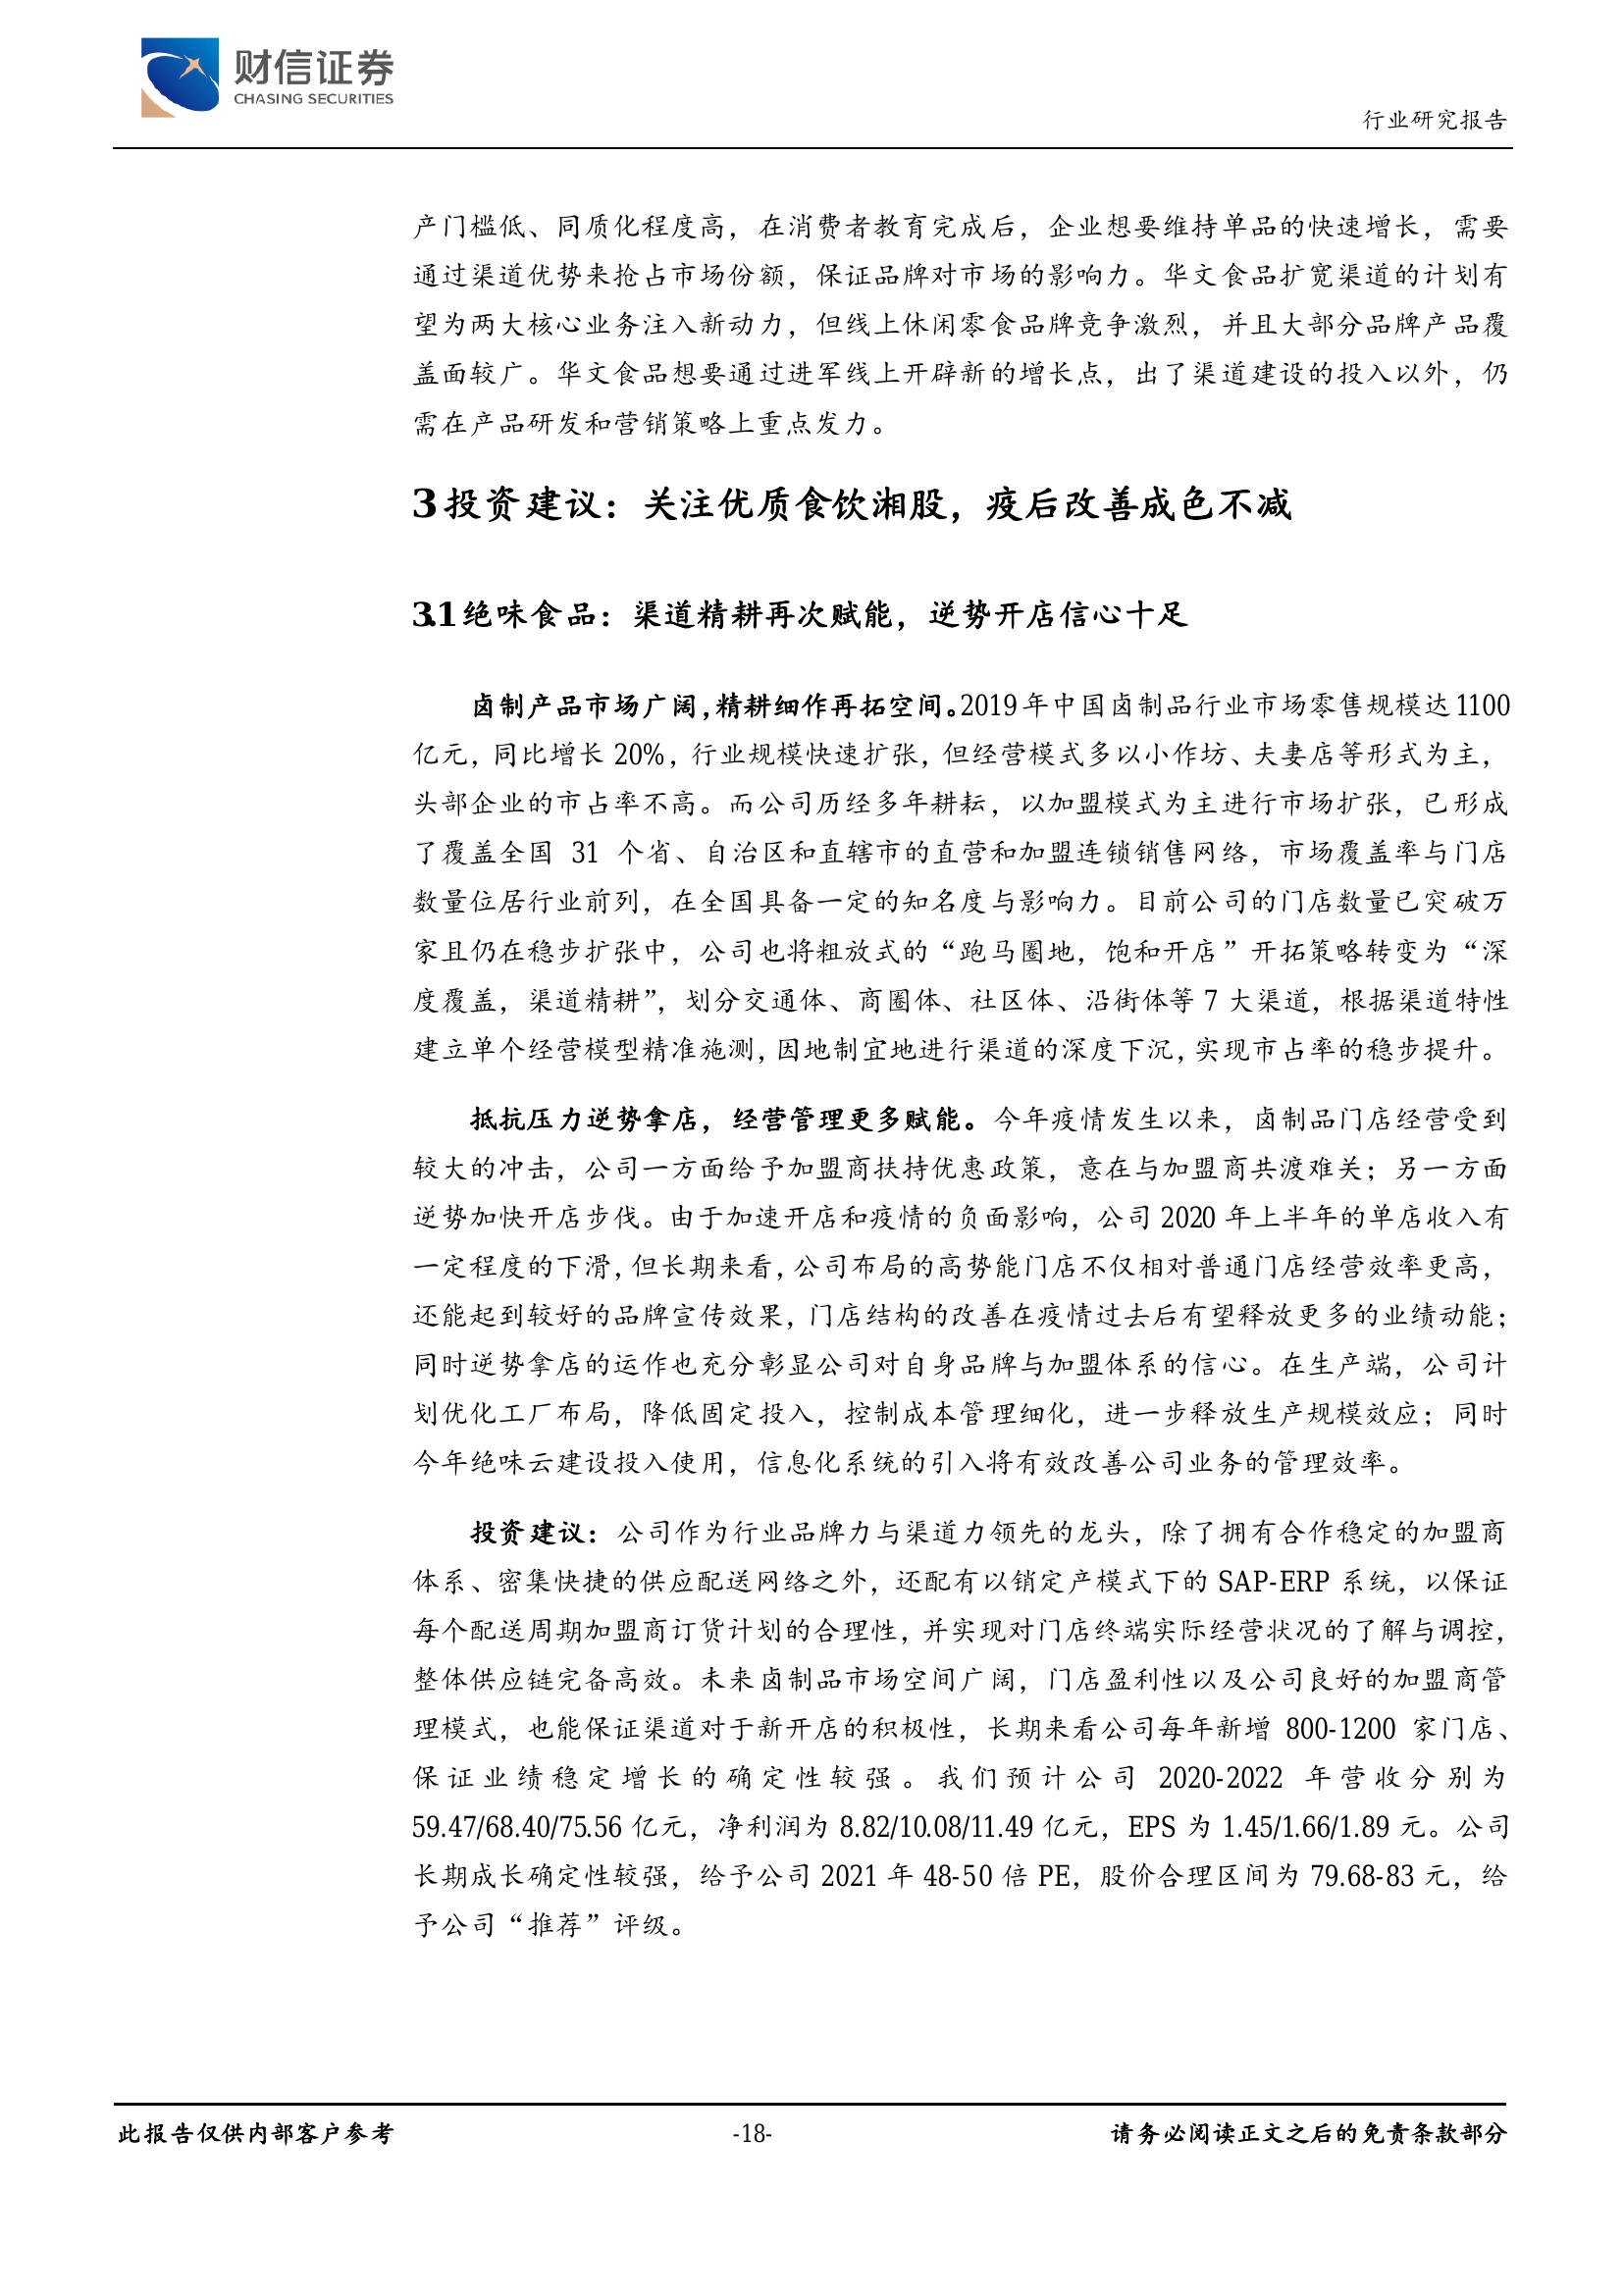 财信证券
CHASING SECURITIES
行业研究报告
产门槛低、同质化程度高，在消费者教育完成后，企业想要维持单品的快速增长，需要
通过渠道优势来抢占市场份额，保证品牌对市场的影响力。华文食品扩宽渠道的计划有
望为两大核心业务注入新动力，但线上休闲零食品牌竞争激烈，并且大部分品牌产品覆
盖面较广。华文食品想要通过进军线上开辟新的增长点，出了渠道建设的投入以外，仍
需在产品研发和营销策略上重点发力。
3 投资建议：关注优质食饮湘股，疫后改善成色不减
3.1 绝味食品：渠道精耕再次赋能，逆势开店信心十足
卤制产品市场广阔，精耕细作再拓空间。2019 年中国卤制品行业市场零售规模达 1100
亿元，同比增长 20%，行业规模快速扩张，但经营模式多以小作坊、夫妻店等形式为主，
头部企业的市占率不高。而公司历经多年耕耘，以加盟模式为主进行市场扩张，已形成
了覆盖全国 31 个省、自治区和直辖市的直营和加盟连锁销售网络，市场覆盖率与门店
数量位居行业前列，在全国具备一定的知名度与影响力。目前公司的门店数量已突破万
家且仍在稳步扩张中，公司也将粗放式的“跑马圈地，饱和开店”开拓策略转变为“深
度覆盖，渠道精耕”，划分交通体、商圈体、社区体、沿街体等 7 大渠道，根据渠道特性
建立单个经营模型精准施测，因地制宜地进行渠道的深度下沉，实现市占率的稳步提升。
抵抗压力逆势拿店，经营管理更多赋能。今年疫情发生以来，卤制品门店经营受到
较大的冲击，公司一方面给予加盟商扶持优惠政策，意在与加盟商共渡难关；另一方面
逆势加快开店步伐。由于加速开店和疫情的负面影响，公司 2020 年上半年的单店收入有
一定程度的下滑，但长期来看，公司布局的高势能门店不仅相对普通门店经营效率更高，
还能起到较好的品牌宣传效果，门店结构的改善在疫情过去后有望释放更多的业绩动能；
同时逆势拿店的运作也充分彰显公司对自身品牌与加盟体系的信心。在生产端，公司计
划优化工厂布局，降低固定投入，控制成本管理细化，进一步释放生产规模效应；同时
今年绝味云建设投入使用，信息化系统的引入将有效改善公司业务的管理效率。
投资建议：公司作为行业品牌力与渠道力领先的龙头，除了拥有合作稳定的加盟商
体系、密集快捷的供应配送网络之外，还配有以销定产模式下的 SAP-ERP 系统，以保证
每个配送周期加盟商订货计划的合理性，并实现对门店终端实际经营状况的了解与调控，
整体供应链完备高效。未来卤制品市场空间广阔，门店盈利性以及公司良好的加盟商管
理模式，也能保证渠道对于新开店的积极性，长期来看公司每年新增 800-1200 家门店、
保证业绩稳定增长的确定性较强。我们预计公司 2020-2022 年营收分别为
59.47/68.40/75.56 亿元，净利润为 8.82/10.08/11.49 亿元，EPS 为 1.45/1.66/1.89 元。公司
长期成长确定性较强，给予公司 2021 年 48-50 倍 PE，股价合理区间为 79.68-83 元，给
予公司“推荐”评级。
此报告仅供内部客户参考
-18-
请务必阅读正文之后的免责条款部分